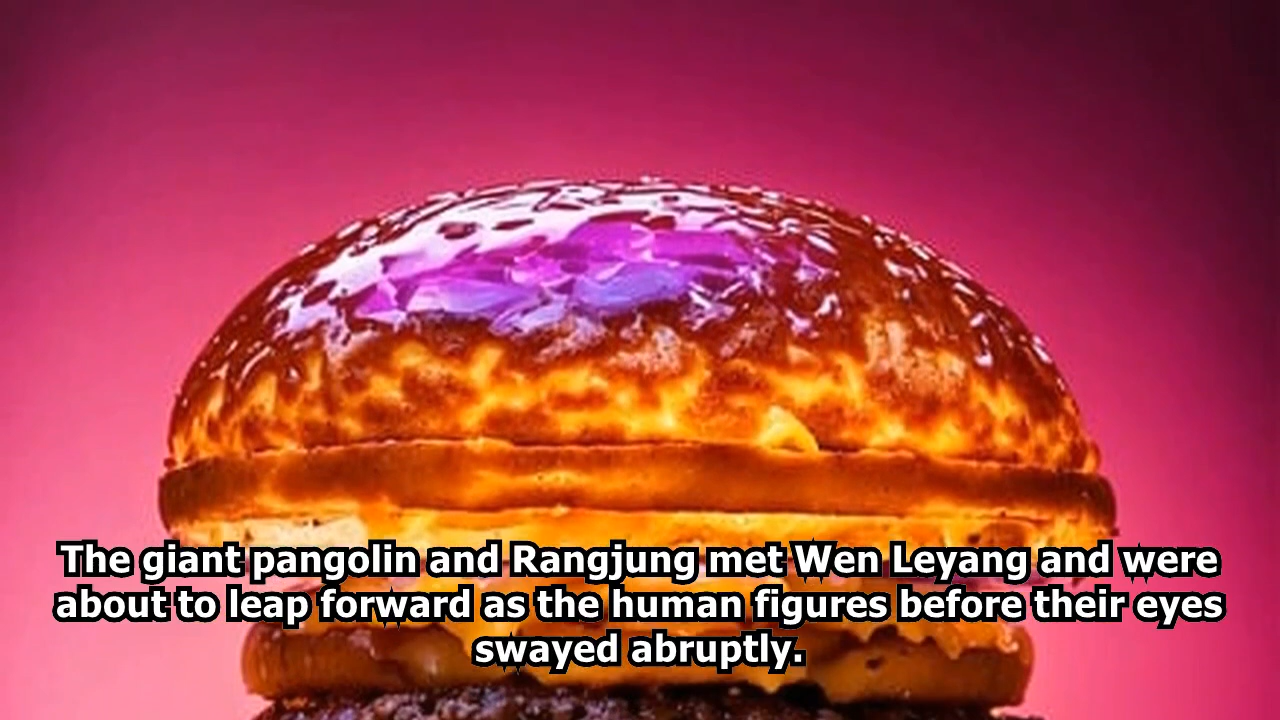 The giant pangolin and Rangjung met Wen Leyang and were
about to leap forward as the human figures before their eyes
swayed abruptly.